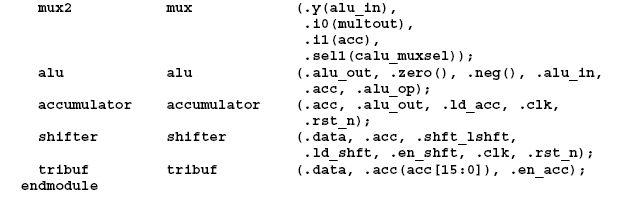 mux2 mux (.y(alu_in),
.i0(multout),
.i1(acc),
.sel1(calu_muxsel));
alu alu (.alu_out, .zero(), .neg(), .alu_in,
.acc, .alu_op);
accumulator accumulator (.acc, .alu_out, .ld_acc, .clk,
.rst_n);
shifter shifter (.data, .acc, .shft_lshft,
.ld_shft, .en_shft, .clk, .rst_n);
tribuf tribuf (.data, .acc(acc[15:0]), .en_acc);
endmodule